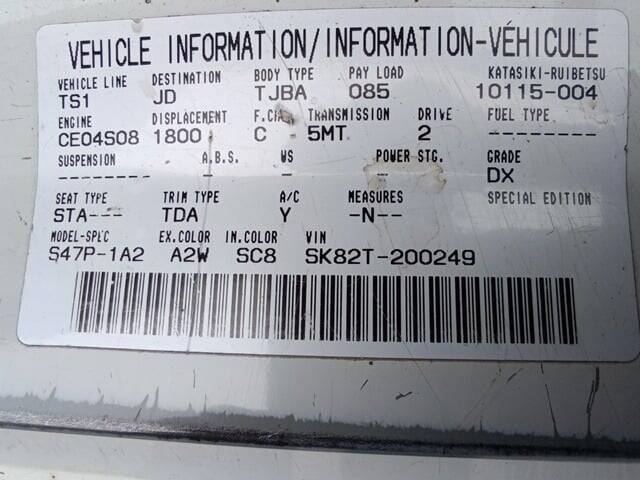 VEHICLE INFORMATION/INFORMATION-VÉHICULE
VEHICLE LINE DESTINATION BODY TYPE PAY LOAD KATASIKI-RUIBETSU
TS1 JD TJBA 085 10115-004
ENGINE DISPLACEMENT F.CIA TRANSMISSION DRIVE FUEL TYPE
CE04S08 1800 C 5MT 2 -
SUSPENSION A.B.S. WS POWER STG. GRADE
- - - - DX
SEAT TYPE TRIM TYPE A/C MEASURES SPECIAL EDITION
STA--- TDA Y -N--
MODEL-SPEC EX.COLOR IN.COLOR VIN
S47P-1A2 A2W SC8 SK82T-200249